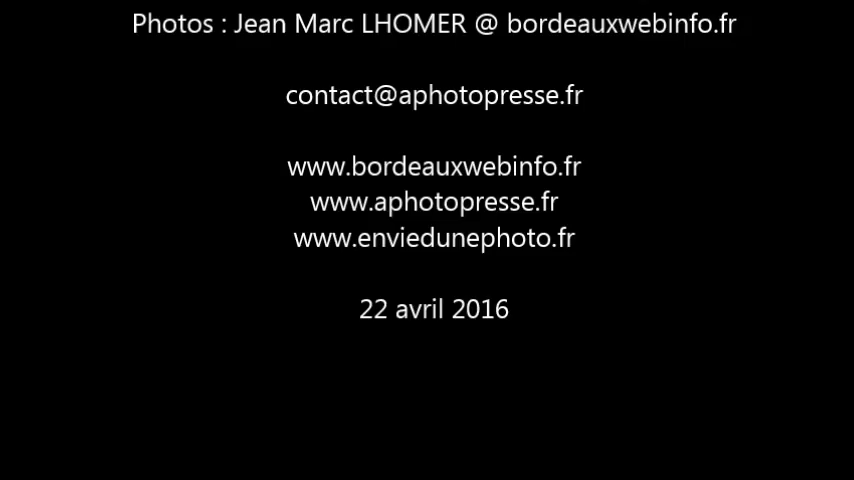 Photos : Jean Marc LHOMER @ bordeauxwebinfo.fr
contact@aphotopresse.fr
www.bordeauxwebinfo.fr
www.aphotopresse.fr
www.enviedunephoto.fr
22 avril 2016